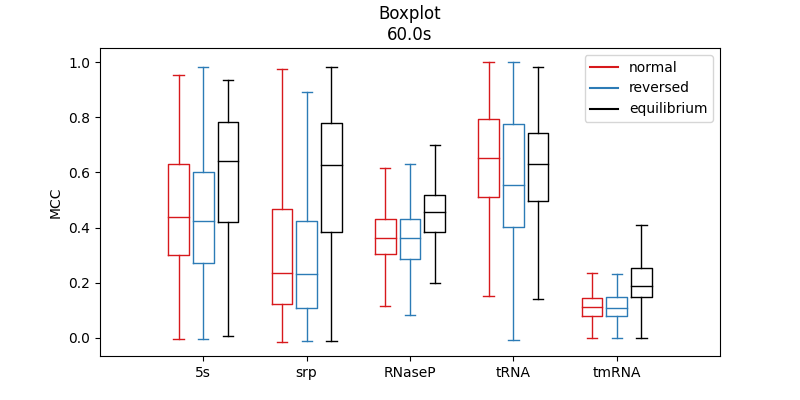 Boxplot
60.0s
MCC
1.0
0.8
0.6
0.4
0.2
0.0
normal
reversed
equilibrium
5s
srp
RNaseP
tRNA
tmRNA